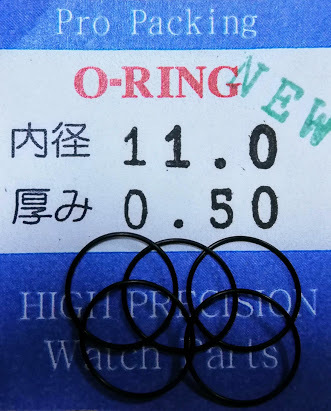 Pro Packing
O-RING
NEW
内径 11.0
厚み 0.50
HIGH PRECISION
Watch Parts